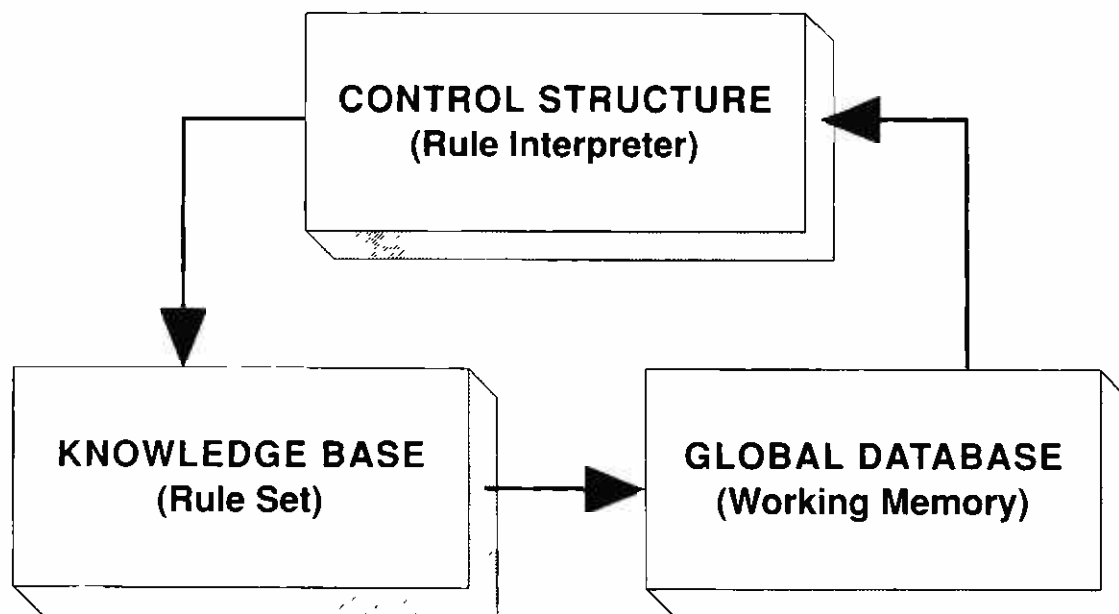 CONTROL STRUCTURE
(Rule Interpreter)
KNOWLEDGE BASE
(Rule Set)
GLOBAL DATABASE
(Working Memory)